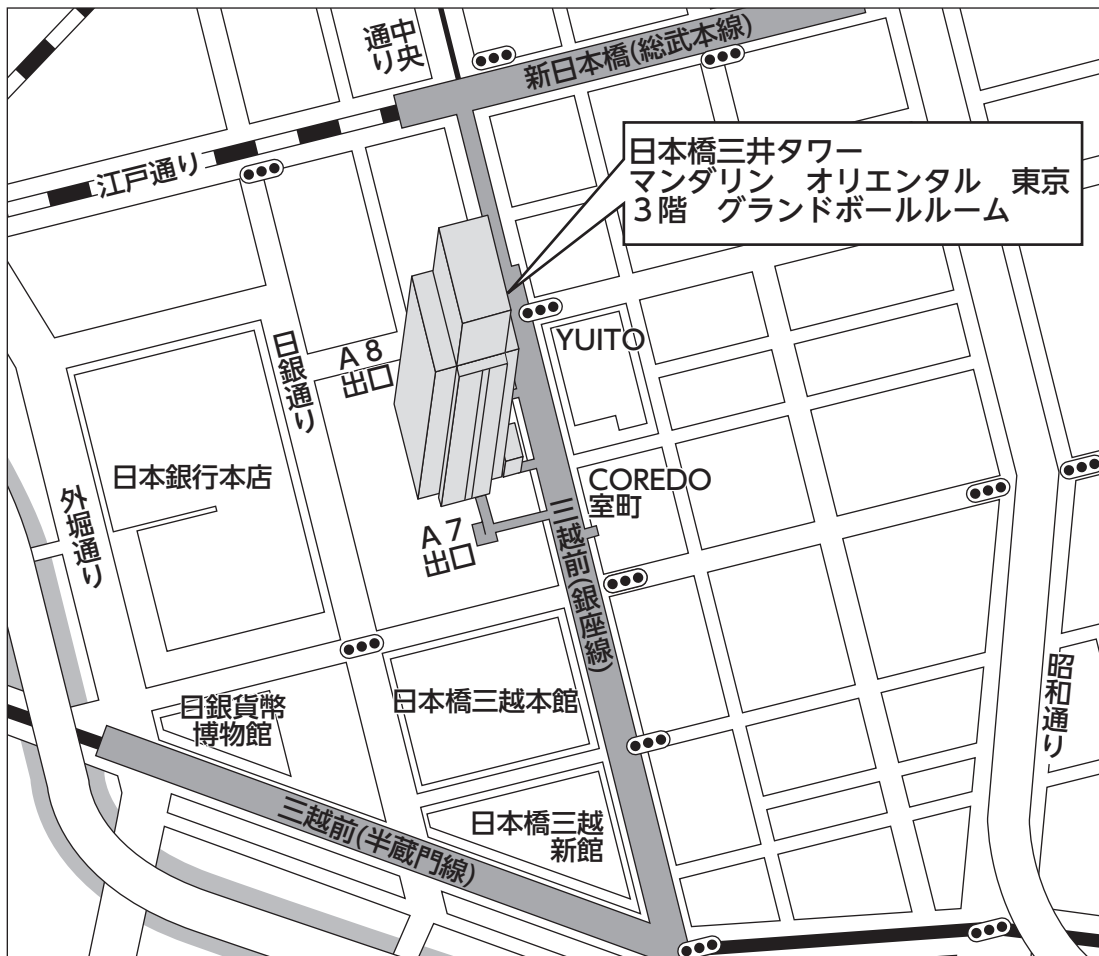 中央
通り
新日本橋(総武本線)
江戸通り
日本橋三井タワー
マンダリン　オリエンタル　東京
３階　グランドボールルーム
YUITO
日銀通り
A８
出口
日本銀行本店
外堀通り
COREDO
室町
A７
出口
三越前(銀座線)
昭和通り
日銀貨幣
博物館
日本橋三越本館
三越前(半蔵門線)
日本橋三越
新館